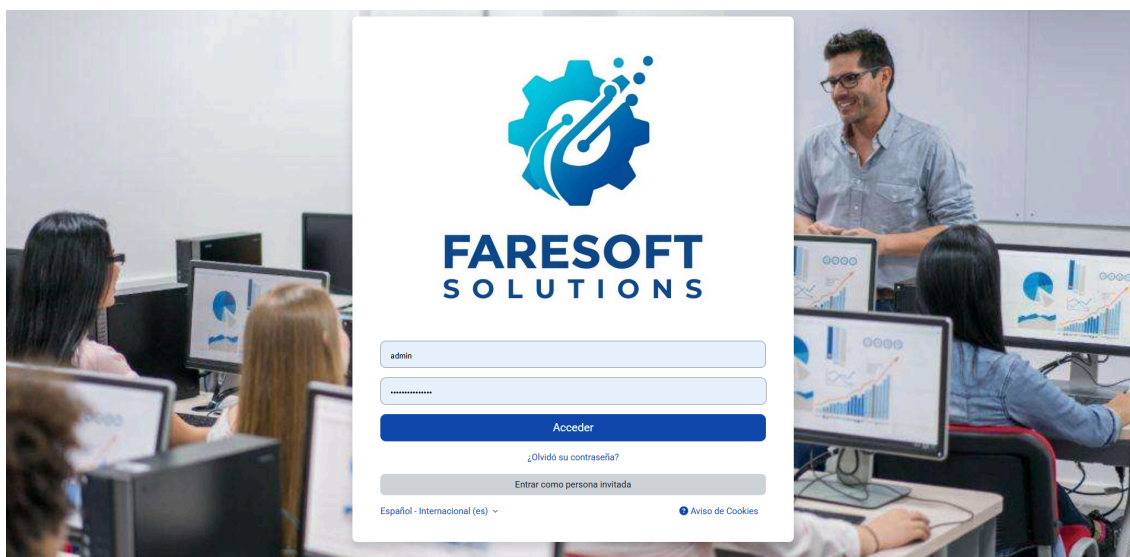 FARESOFT
SOLUTIONS
admin
Acceder
¿Olvidó su contraseña?
Entrar como persona invitada
Español - Internacional (es)
Aviso de Cookies